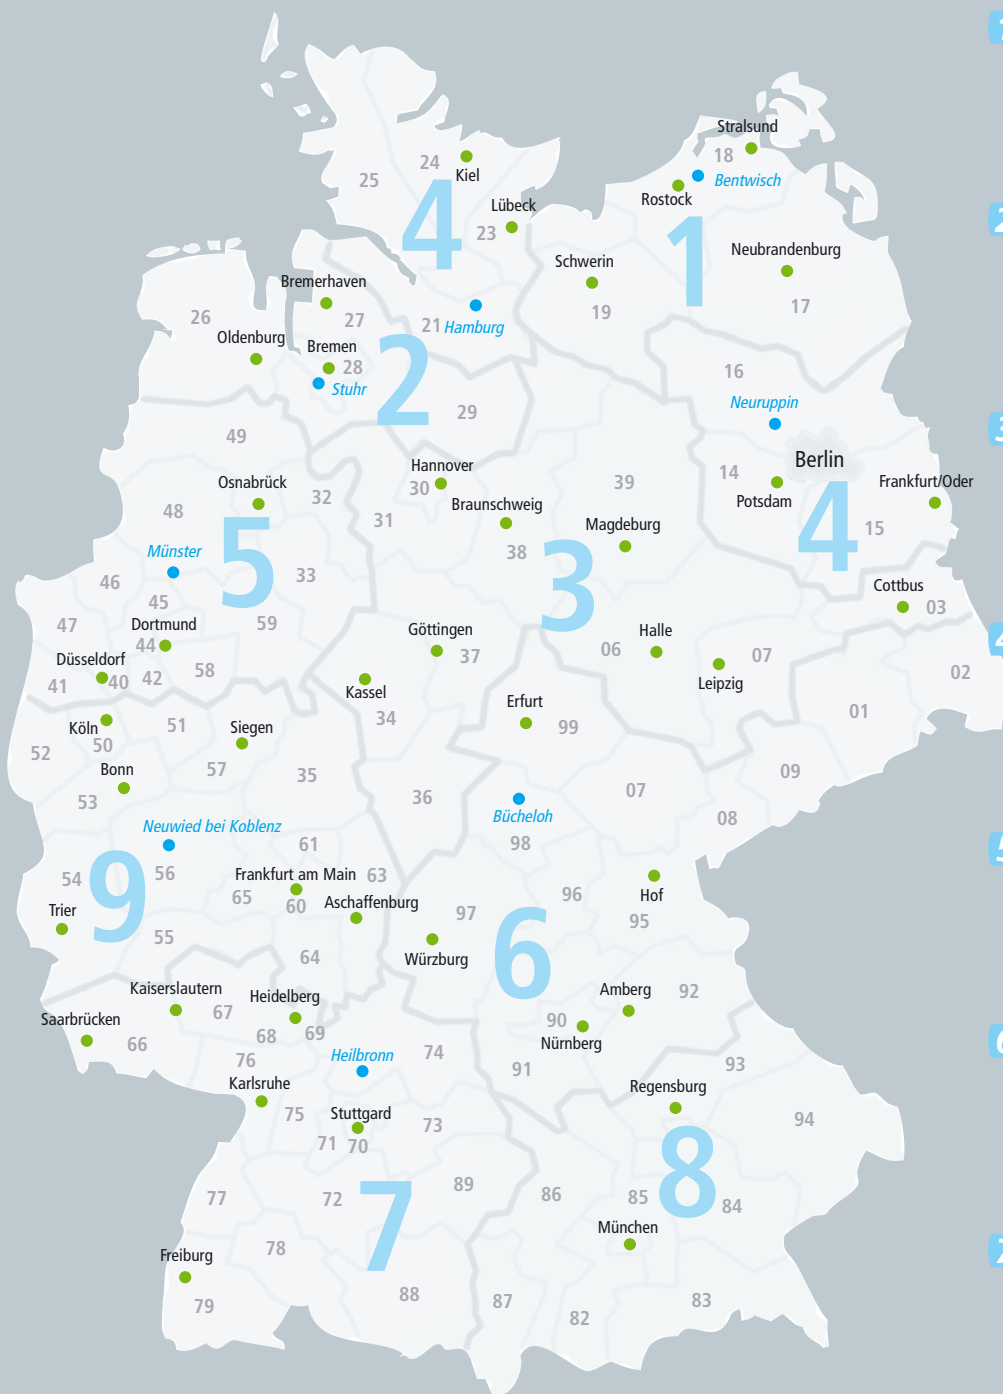 1
Stralsund
18
24
Kiel
25
Bentwisch
Rostock
Lübeck
2
4
23
1
Neubrandenburg
Schwerin
Bremerhaven
19
17
26
27
21
Hamburg
Oldenburg
Bremen
28
2
16
Stuhr
Neuruppin
29
3
49
Hannover
Berlin
30
14
Osnabrück
32
39
Frankfurt/Oder
48
31
Braunschweig
Potsdam
4
15
Magdeburg
5
Münster
38
3
46
33
Cottbus
45
03
47
Dortmund
59
Göttingen
Halle
4
44
37
06
07
Düsseldorf
58
02
41
40
42
Kassel
Leipzig
Erfurt
01
34
51
Siegen
99
Köln
50
52
57
35
09
Bonn
36
07
53
Bücheloh
08
Neuwied bei Koblenz
98
61
5
54
9
56
Frankfurt am Main
63
Hof
65
60
Aschaffenburg
96
Trier
97
95
55
6
64
Würzburg
Kaiserslautern
Heidelberg
Amberg
92
67
Saarbrücken
68
69
90
66
Nürnberg
6
76
Heilbronn
74
91
93
Karlsruhe
Regensburg
75
Stuttgard
73
94
71
70
8
77
72
7
89
86
85
84
München
78
Freiburg
7
79
88
87
82
83